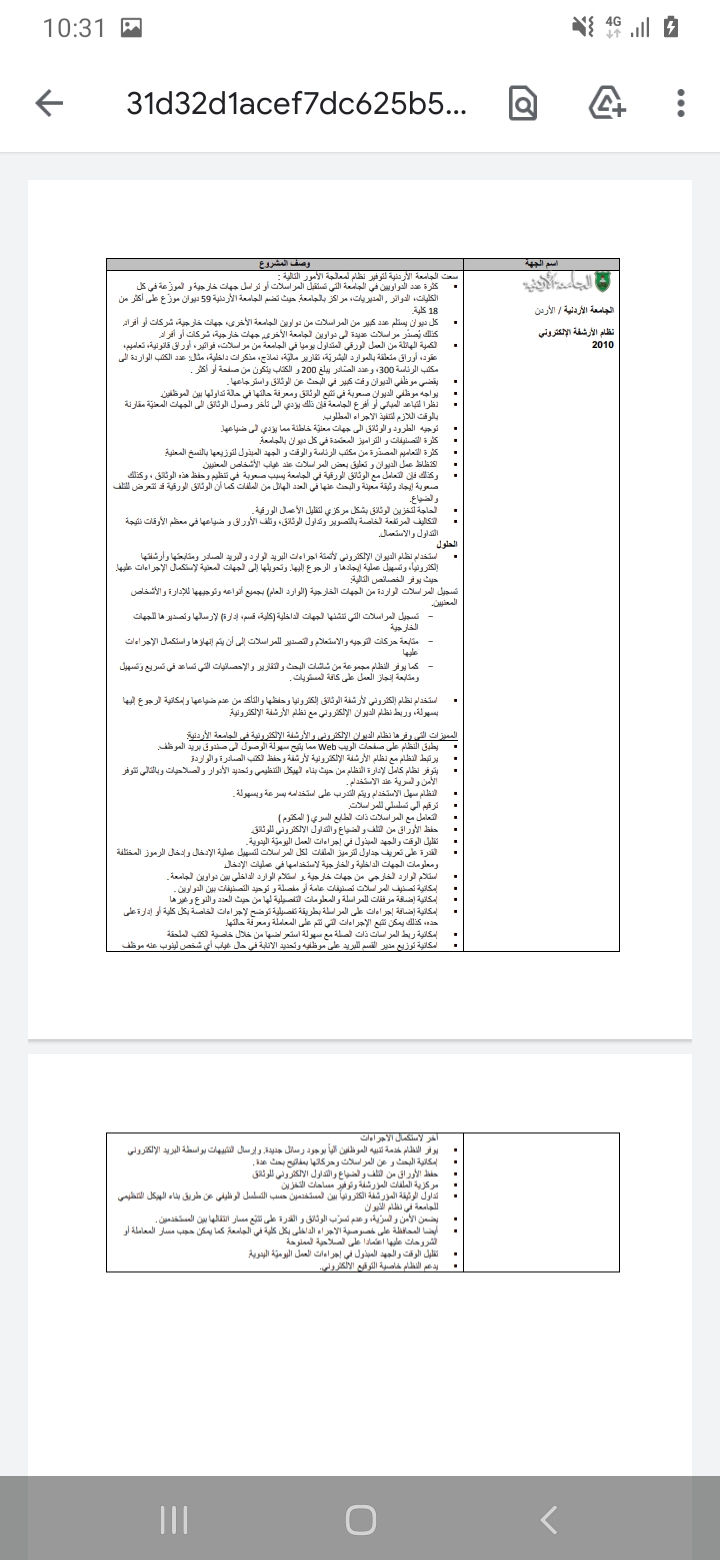 10:31
4G
31d32d1acef7dc625b5...
اسم الجهة
وصف المشروع
الجامعة الأردنية
الجامعة الأردنية / الأردن
نظام الأرشفة الإلكتروني
2010
سعت الجامعة الأردنية لتوفير نظام لمعالجة الأمور التالية :
▪ كثرة عدد الدواوين في الجامعة التي تستقبل المراسلات أو تراسل جهات خارجية و الموزعة في كل
الكليات، الدوائر , المديريات، مراكز بالجامعة. حيث تضم الجامعة الأردنية 59 ديوان موزع على أكثر من
18 كلية.
▪ كل ديوان يستلم عدد كبير من المراسلات من دواوين الجامعة الأخرى، جهات خارجية، شركات أو أفراد.
كذلك يُصدّر مراسلات عديدة الى دواوين الجامعة الأخرى, جهات خارجية، شركات أو أفراد.
▪ الكمية الهائلة من العمل الورقي المتداول يوميا في الجامعة من مراسلات، فواتير، أوراق قانونية، تعاميم،
عقود، أوراق متعلقة بالموارد البشرية، تقارير مالية، نماذج، مذكرات داخلية، مثال: عدد الكتب الواردة الى
مكتب الرئاسة 300، وعدد الصادر يبلغ 200 و الكتاب يتكون من صفحة أو أكثر .
▪ يقضي موظفي الديوان وقت كبير في البحث عن الوثائق واسترجاعها .
▪ يواجه موظفي الديوان صعوبة في تتبع الوثائق ومعرفة حالتها في حالة تداولها بين الموظفين.
▪ نظرا لتباعد المباني أو أفرع الجامعة فإن ذلك يؤدي الى تأخر وصول الوثائق الى الجهات المعنية مقارنة
بالوقت اللازم لتنفيذ الاجراء المطلوب.
▪ توجيه الطرود والوثائق الى جهات معنية خاطئة مما يؤدي الى ضياعها.
▪ كثرة التصنيفات و التراميز المعتمدة في كل ديوان بالجامعة.
▪ كثرة التعاميم المصدّرة من مكتب الرئاسة والوقت و الجهد المبذول لتوزيعها بالنسخ المعنية.
▪ اكتظاظ عمل الديوان و تعليق بعض المراسلات عند غياب الأشخاص المعنيين.
▪ وكذلك فإن التعامل مع الوثائق الورقية في الجامعة يسبب صعوبة في تنظيم وحفظ هذه الوثائق ، وكذلك
صعوبة إيجاد وثيقة معينة والبحث عنها في العدد الهائل من الملفات كما أن الوثائق الورقية قد تتعرض للتلف
والضياع.
▪ الحاجة لتخزين الوثائق بشكل مركزي لتقليل الأعمال الورقية .
▪ التكاليف المرتفعة الخاصة بالتصوير وتداول الوثائق، وتلف الأوراق و ضياعها في معظم الأوقات نتيجة
التداول والاستعمال.
الحلول
▪ استخدام نظام الديوان الإلكتروني لأتمتة اجراءات البريد الوارد والبريد الصادر ومتابعتها وأرشفتها
إلكترونياً، وتسهيل عملية إيجادها و الرجوع إليها. وتحويلها إلى الجهات المعنية لإستكمال الإجراءات عليها.
حيث يوفر الخصائص التالية:
تسجيل المراسلات الواردة من الجهات الخارجية (الوارد العام) بجميع أنواعه وتوجيهها للإدارة والأشخاص
المعنيين.
– تسجيل المراسلات التي تنشئها الجهات الداخلية (كلية، قسم، إدارة) لإرسالها وتصديرها للجهات
الخارجية
– متابعة حركات التوجيه والاستعلام والتصدير للمراسلات إلى أن يتم إنهاؤها واستكمال الإجراءات
عليها
– كما يوفر النظام مجموعة من شاشات البحث والتقارير والإحصائيات التي تساعد في تسريع وتسهيل
ومتابعة إنجاز العمل على كافة المستويات .
▪ استخدام نظام إلكتروني لأرشفة الوثائق إلكترونيا وحفظها والتأكد من عدم ضياعها وإمكانية الرجوع إليها
بسهولة، وربط نظام الديوان الإلكتروني مع نظام الأرشفة الإلكترونية.
المميزات التي وفرها نظام الديوان الإلكتروني والأرشفة الإلكترونية في الجامعة الأردنية:
▪ يطبق النظام على صفحات الويب Web مما يتيح سهولة الوصول الى صندوق بريد الموظف.
▪ يرتبط النظام مع نظام الأرشفة الإلكترونية لأرشفة وحفظ الكتب الصادرة والواردة.
▪ يتوفر نظام كامل لإدارة النظام من حيث بناء الهيكل التنظيمي وتحديد الأدوار والصلاحيات وبالتالي تتوفر
الأمن والسرية عند الاستخدام .
▪ النظام سهل الاستخدام ويتم التدرب على استخدامه بسرعة وبسهولة .
▪ ترقيم آلي تسلسلي للمراسلات.
▪ التعامل مع المراسلات ذات الطابع السري ( المكتوم )
▪ حفظ الأوراق من التلف والضياع والتداول الالكتروني للوثائق.
▪ تقليل الوقت والجهد المبذول في إجراءات العمل اليومية اليدوية .
▪ القدرة على تعريف جداول لترميز الملفات لكل المراسلات لتسهيل عملية الإدخال وإدخال الرموز المختلفة
ومعلومات الجهات الداخلية والخارجية لاستخدامها في عمليات الإدخال.
▪ استلام الوارد الخارجي من جهات خارجية .و استلام الوارد الداخلي بين دواوين الجامعة .
▪ إمكانية تصنيف المراسلات تصنيفات عامة أو مفصلة و توحيد التصنيفات بين الدواوين .
▪ إمكانية إضافة مرفقات للمراسلة والمعلومات التفصيلية لها من حيث العدد والنوع وغيرها
▪ إمكانية إضافة إجراءات على المراسلة بطريقة تفصيلية توضح لإجراءات الخاصة بكل كلية أو إدارة على
حده، كذلك يمكن تتبع الإجراءات التي تتم على المعاملة ومعرفة حالتها.
▪ إمكانية ربط المراسات ذات الصلة مع سهولة استعراضها من خلال خاصية الكتب الملحقة
▪ امكانية توزيع مدير القسم للبريد على موظفيه وتحديد الانابة في حال غياب أي شخص لينوب عنه موظف
آخر لاستكمال الاجراءات
▪ يوفر النظام خدمة تنبيه الموظفين آلياً بوجود رسائل جديدة. وإرسال التنبيهات بواسطة البريد الإلكتروني
▪ إمكانية البحث و عن المراسلات وحركاتها بمفاتيح بحث عدة .
▪ حفظ الأوراق من التلف و الضياع والتداول الالكتروني للوثائق
▪ مركزية الملفات المؤرشفة وتوفير مساحات التخزين
▪ تداول الوثيقة المؤرشفة الكترونياً بين المستخدمين حسب التسلسل الوظيفي عن طريق بناء الهيكل التنظيمي
للجامعة في نظام الديوان
▪ يضمن الأمن والسرية، وعدم تسرّب الوثائق و القدرة على تتبّع مسار انتقالها بين المستخدمين .
▪ أيضا المحافظة على خصوصية الاجراء الداخلي بكل كلية في الجامعة. كما يمكن حجب مسار المعاملة أو
الشروحات عليها اعتمادا على الصلاحية الممنوحة
▪ تقليل الوقت والجهد المبذول في إجراءات العمل اليومية اليدوية.
▪ يدعم النظام خاصية التوقيع الالكتروني.